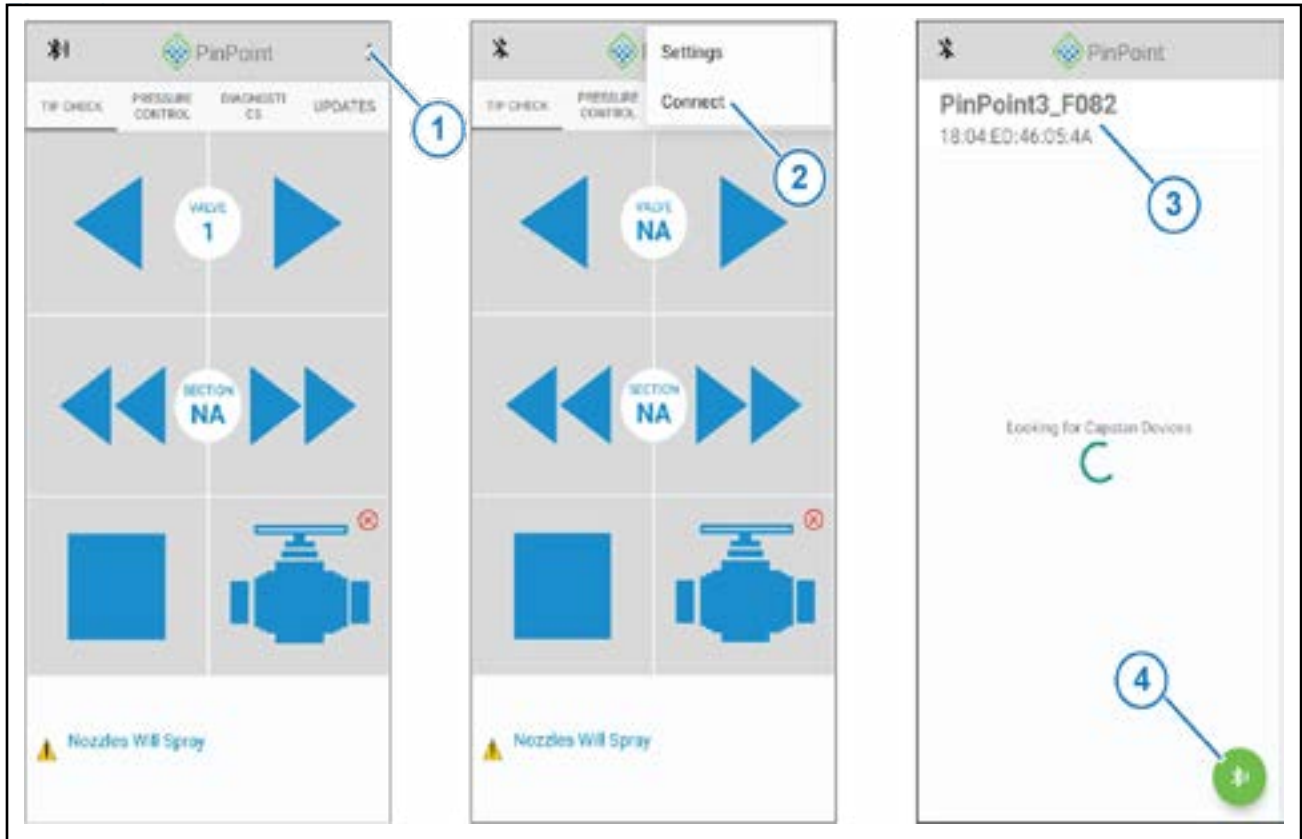 PinPoint
TIP CHECK
PRESSURE
CONTROL
DIAGNOSTI
CS
UPDATES
1
VALVE
1
SECTION
NA
Nozzles Will Spray
Settings
Connect
TIP CHECK
PRESSURE
CONTROL
2
VALVE
NA
SECTION
NA
Nozzles Will Spray
PinPoint
PinPoint3_F082
18:04:ED:46:05:4A
3
Looking for Capstan Devices
4